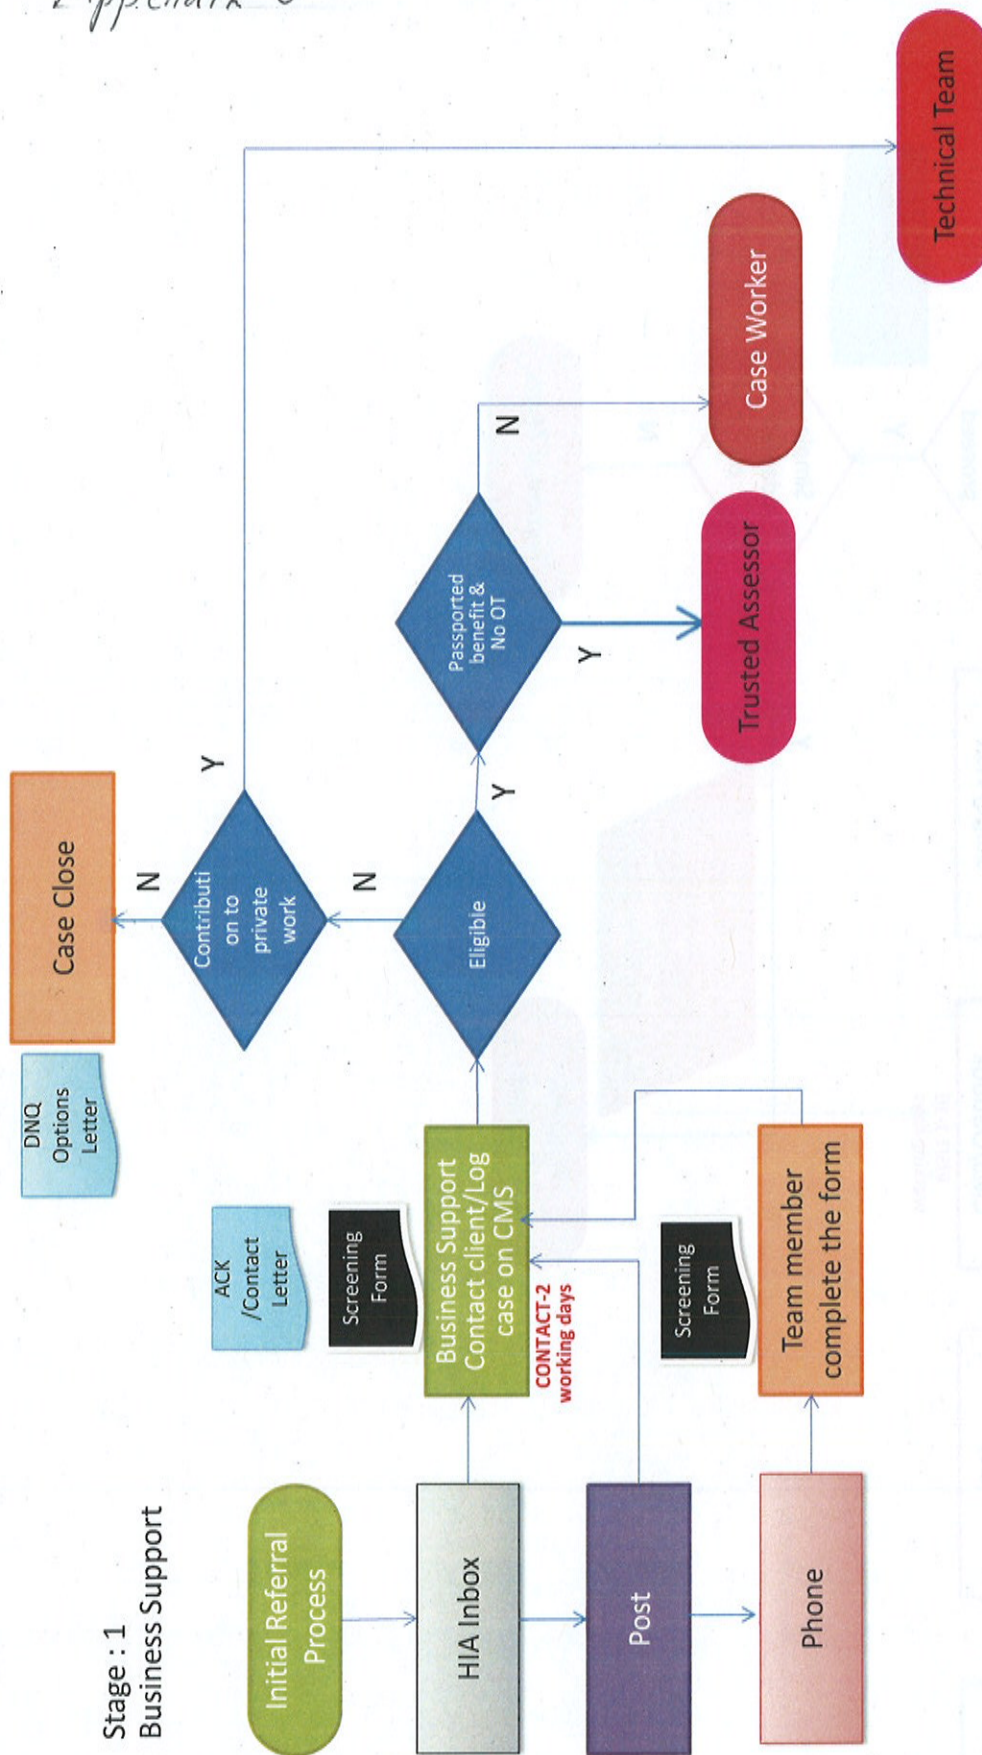 Appendix
Stage : 1
Business Support
Initial Referral
Process
HIA Inbox
Post
Phone
ACK
/Contact
Letter
Screening
Form
Business Support
Contact client/Log
case on CMS
CONTACT-2
working days
Screening
Form
Team member
complete the form
DNQ
Options
Letter
Case Close
N
Contributi
on to
private
work
Y
N
Eligible
Y
Passported
benefit &
No OT
N
Y
Trusted Assessor
Case Worker
Technical Team